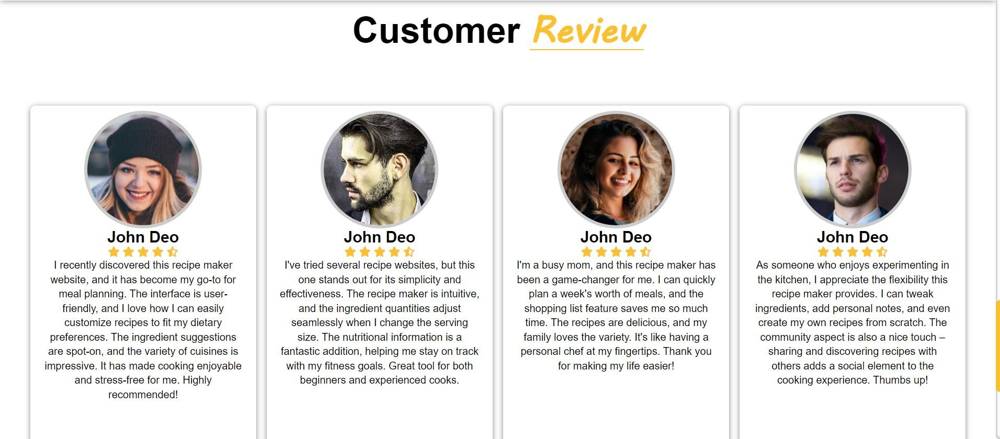 Customer Review
John Deo
I recently discovered this recipe maker
website, and it has become my go-to for
meal planning. The interface is user-
friendly, and I love how I can easily
customize recipes to fit my dietary
preferences. The ingredient suggestions
are spot-on, and the variety of cuisines is
impressive. It has made cooking enjoyable
and stress-free for me. Highly
recommended!
John Deo
I've tried several recipe websites, but this
one stands out for its simplicity and
effectiveness. The recipe maker is intuitive,
and the ingredient quantities adjust
seamlessly when I change the serving
size. The nutritional information is a
fantastic addition, helping me stay on track
with my fitness goals. Great tool for both
beginners and experienced cooks.
John Deo
I'm a busy mom, and this recipe maker has
been a game-changer for me. I can quickly
plan a week's worth of meals, and the
shopping list feature saves me so much
time. The recipes are delicious, and my
family loves the variety. It's like having a
personal chef at my fingertips. Thank you
for making my life easier!
John Deo
As someone who enjoys experimenting in
the kitchen, I appreciate the flexibility this
recipe maker provides. I can tweak
ingredients, add personal notes, and even
create my own recipes from scratch. The
community aspect is also a nice touch –
sharing and discovering recipes with
others adds a social element to the
cooking experience. Thumbs up!